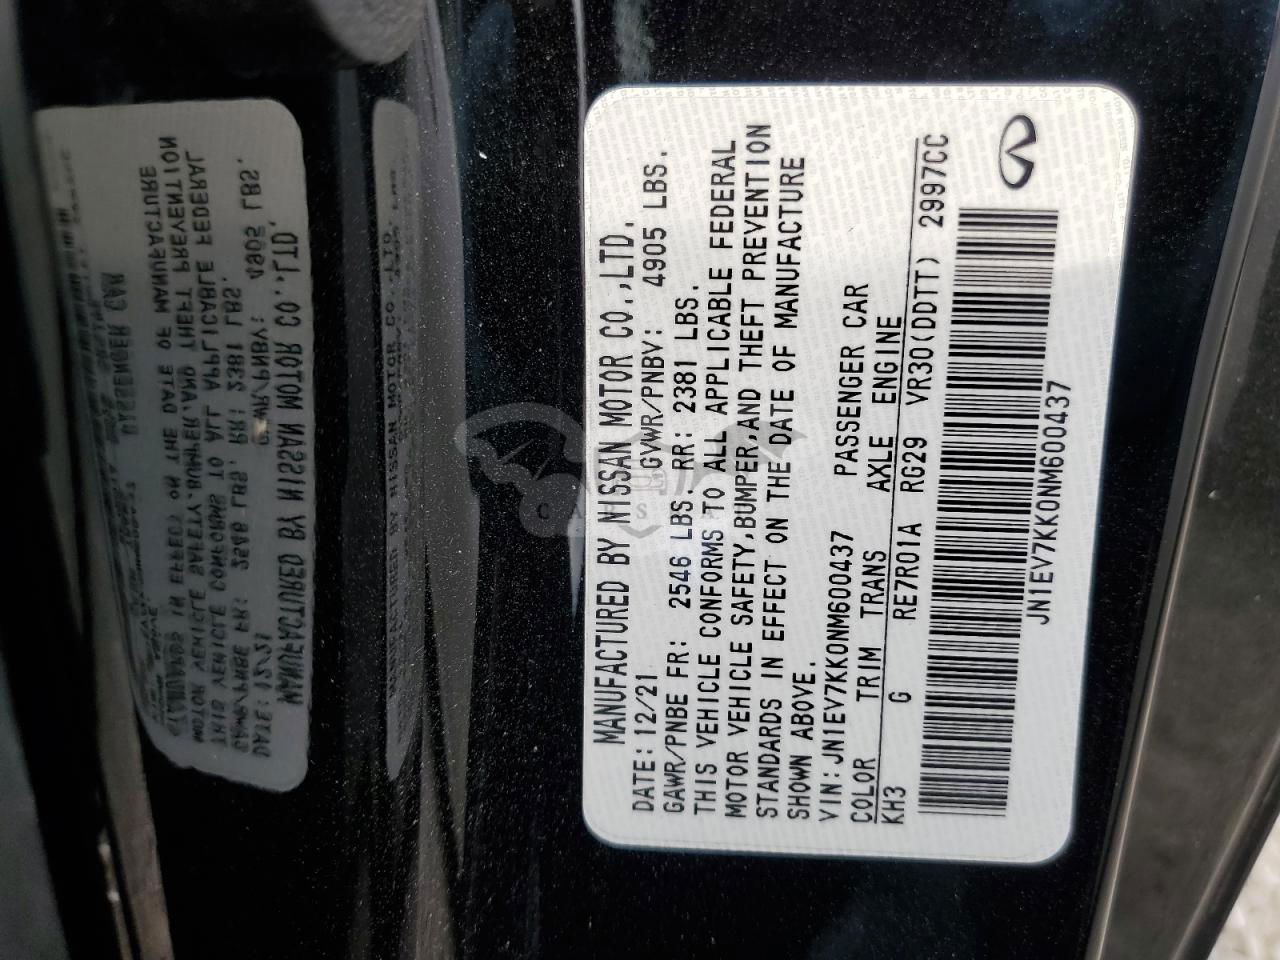 MANUFACTURED BY NISSAN MOTOR CO.,LTD.
DATE:12/21 GVWR/PNBV: 4905 LBS.
GAWR/PNBE FR: 2546 LBS. RR: 2381 LBS.
THIS VEHICLE CONFORMS TO ALL APPLICABLE FEDERAL
MOTOR VEHICLE SAFETY,BUMPER,AND THEFT PREVENTION
STANDARDS IN EFFECT ON THE DATE OF MANUFACTURE
SHOWN ABOVE.
VIN:JN1EV7KK0NM600437 PASSENGER CAR
COLOR TRIM TRANS AXLE ENGINE
KH3 G RE7R01A RG29 VR30(DDTT) 2997CC
JN1EV7KK0NM600437